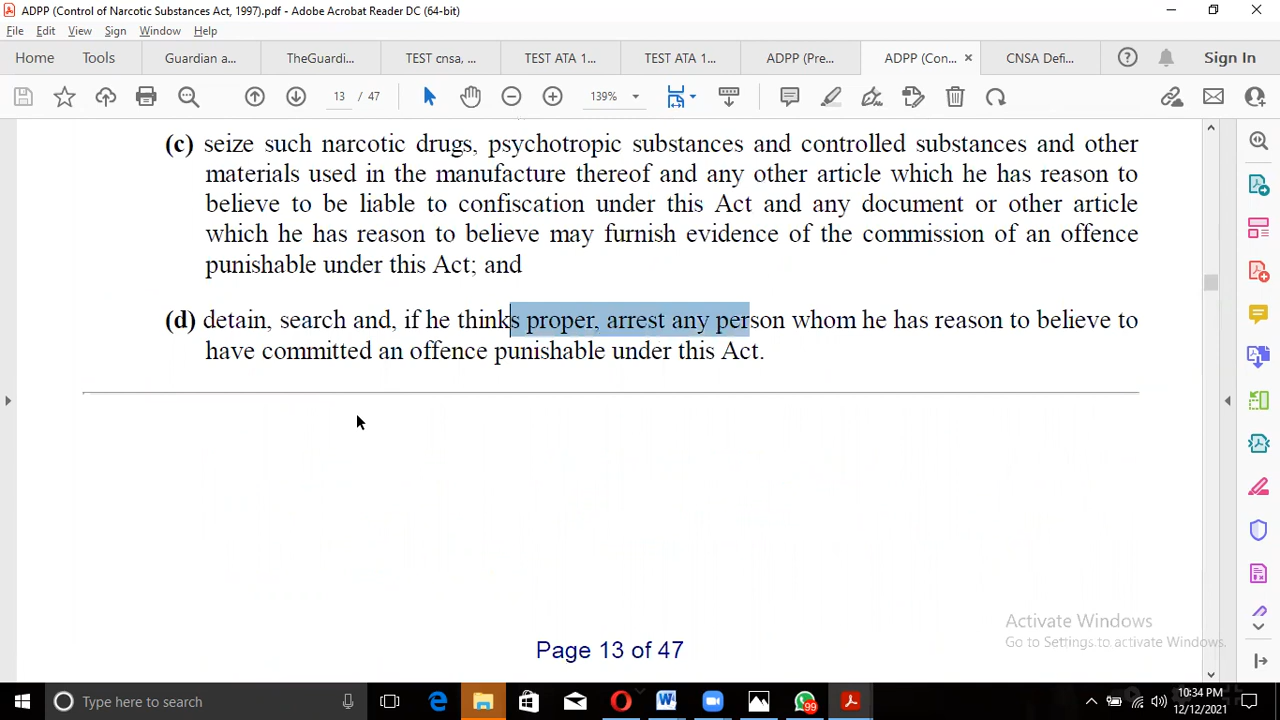 ADPP (Control of Narcotic Substances Act, 1997).pdf - Adobe Acrobat Reader DC (64-bit)
File Edit View Sign Window Help
Home Tools Guardian a... TheGuardi... TEST cnsa, ... TEST ATA 1... TEST ATA 1... ADPP (Pre... ADPP (Con... CNSA Defi... Sign In
13 / 47 139%
(c) seize such narcotic drugs, psychotropic substances and controlled substances and other
materials used in the manufacture thereof and any other article which he has reason to
believe to be liable to confiscation under this Act and any document or other article
which he has reason to believe may furnish evidence of the commission of an offence
punishable under this Act; and
(d) detain, search and, if he thinks proper, arrest any person whom he has reason to believe to
have committed an offence punishable under this Act.
Activate Windows
Go to Settings to activate Windows.
Page 13 of 47
Type here to search
99
10:34 PM
12/12/2021